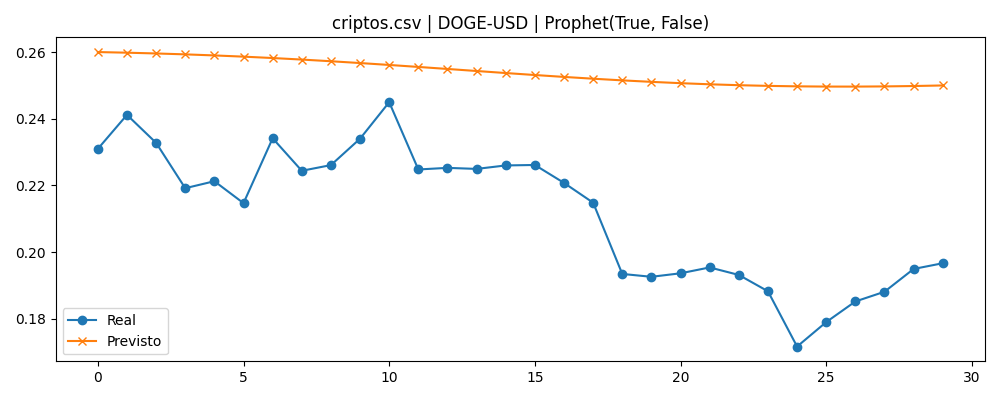 criptos.csv | DOGE-USD | Prophet(True, False)
0.26
0.24
0.22
0.20
0.18
Real
Previsto
0 5 10 15 20 25 30